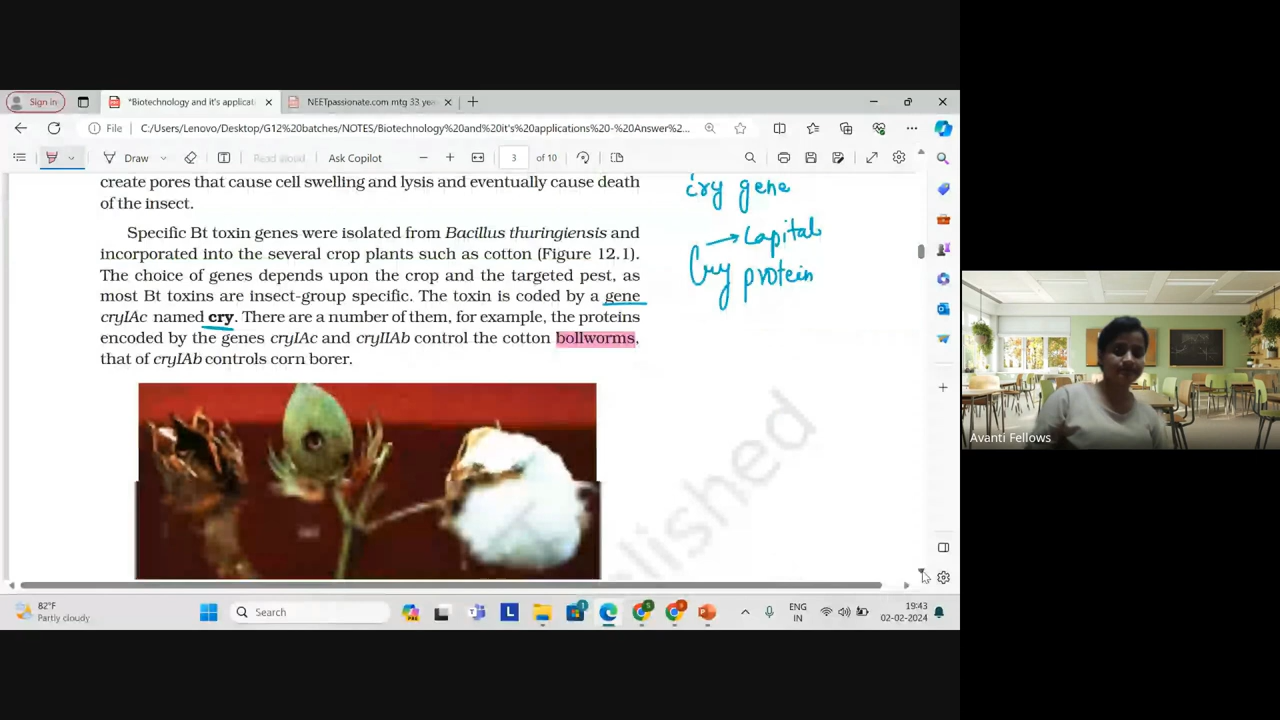 Sign in
*Biotechnology and it's applicati
NEETpassionate.com mtg 33 yea
File
C:/Users/Lenovo/Desktop/G12%20batches/NOTES/Biotechnology%20and%20it's%20applications%20-%20Answer%2...
Draw
Read aloud
Ask Copilot
3
of 10
create pores that cause cell swelling and lysis and eventually cause death
of the insect.
Specific Bt toxin genes were isolated from Bacillus thuringiensis and
incorporated into the several crop plants such as cotton (Figure 12.1).
The choice of genes depends upon the crop and the targeted pest, as
most Bt toxins are insect-group specific. The toxin is coded by a gene
cryIAc named cry. There are a number of them, for example, the proteins
encoded by the genes cryIAc and cryIIAb control the cotton bollworms,
that of cryIAb controls corn borer.
cry gene
→ Capital
Cry protein
lished
Avanti Fellows
82°F
Partly cloudy
Search
ENG
IN
19:43
02-02-2024